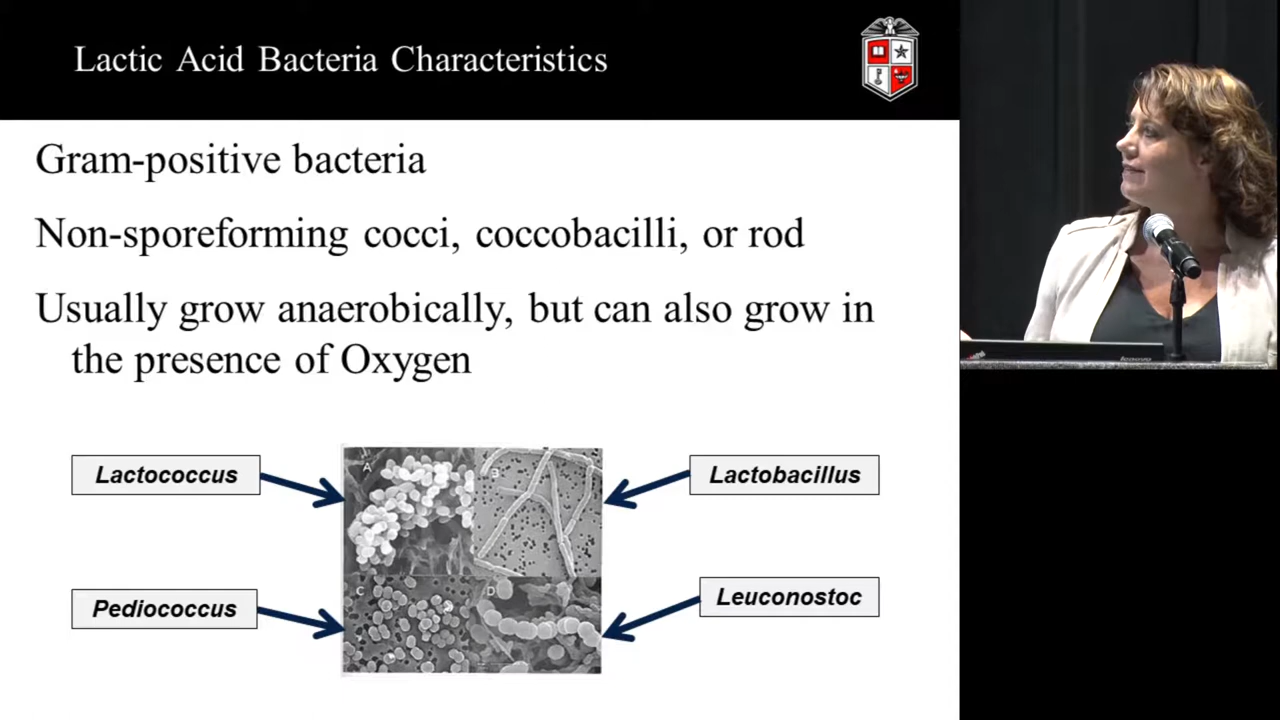 Lactic Acid Bacteria Characteristics
Gram-positive bacteria
Non-sporeforming cocci, coccobacilli, or rod
Usually grow anaerobically, but can also grow in
the presence of Oxygen
Lactococcus
A
B
Lactobacillus
Pediococcus
C
D
Leuconostoc